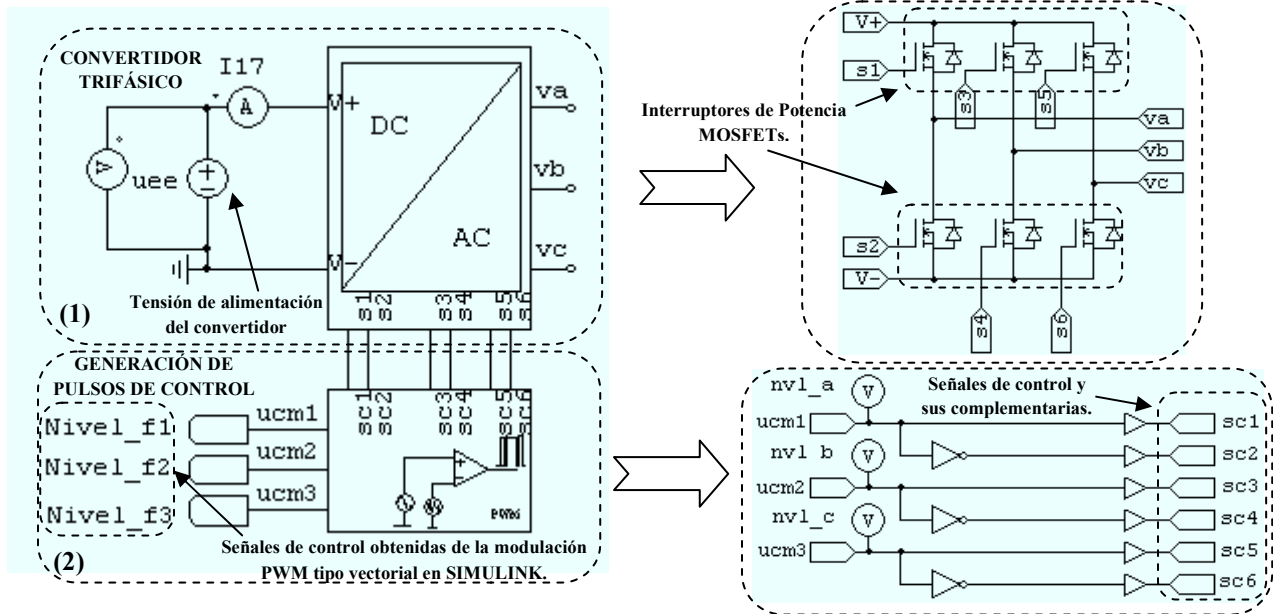 CONVERTIDOR
TRIFÁSICO
I17
A
V
uee
V+
V-
DC
AC
va
vb
vc
Tensión de alimentación
del convertidor
(1)
s1
s2
s3
s4
s5
s6
GENERACIÓN DE
PULSOS DE CONTROL
Nivel_f1
Nivel_f2
Nivel_f3
ucm1
ucm2
ucm3
sc1
sc2
sc3
sc4
sc5
sc6
Señales de control obtenidas de la modulación
PWM tipo vectorial en SIMULINK.
(2)
V+
s1
s3
s5
Interruptores de Potencia
MOSFETs.
va
vb
vc
s2
V-
s4
s6
nvl_a
V
ucm1
nvl b
V
ucm2
nvl_c
V
ucm3
Señales de control y
sus complementarias.
sc1
sc2
sc3
sc4
sc5
sc6